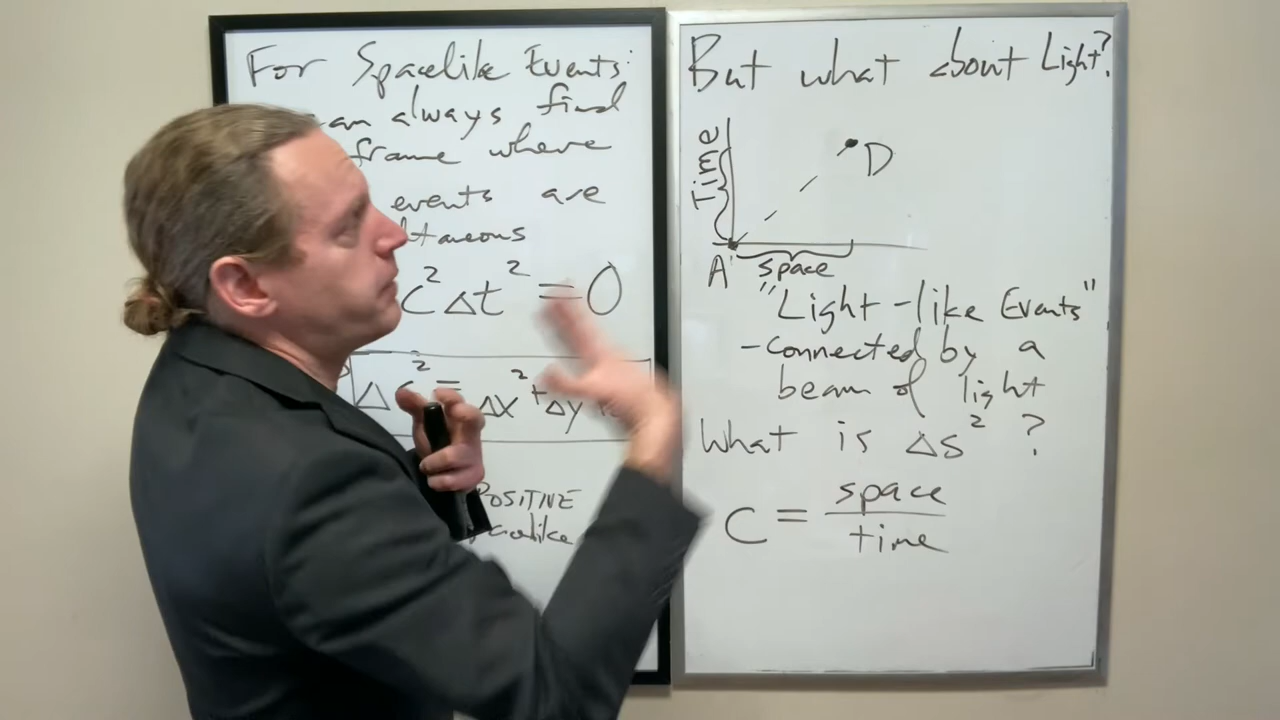 For Spacelike Events:
always find
frame where
events are
c²Δt² = 0
Δs² = Δx² + Δy
POSITIVE
But what about Light?
Time
D
A
space
"Light-like Events"
- connected by a
beam of light
What is Δs² ?
C = space
time